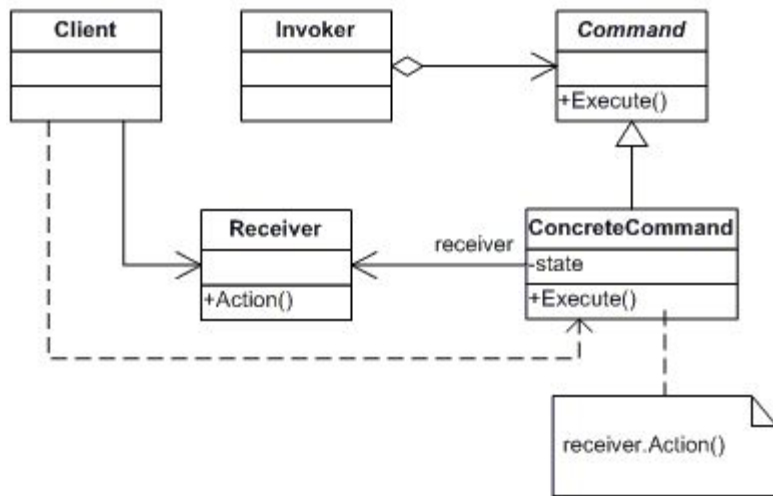 Client
Invoker
Command
+Execute()
Receiver
+Action()
receiver
ConcreteCommand
-state
+Execute()
receiver.Action()